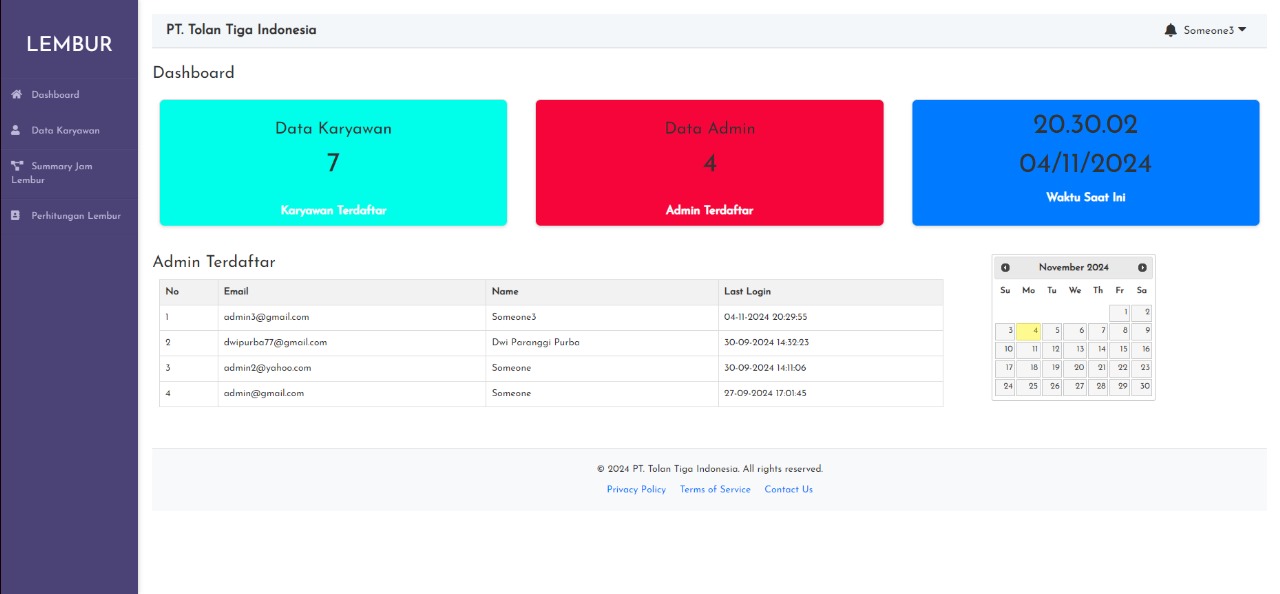 LEMBUR
Dashboard
Data Karyawan
Summary Jam
Lembur
Perhitungan Lembur
PT. Tolan Tiga Indonesia
Someone3
Dashboard
Data Karyawan
7
Karyawan Terdaftar
Data Admin
4
Admin Terdaftar
20.30.02
04/11/2024
Waktu Saat Ini
Admin Terdaftar
No Email Name Last Login
1 admin3@gmail.com Someone3 04-11-2024 20:29:55
2 dwipurba77@gmail.com Dwi Paranggi Purba 30-09-2024 14:32:23
3 admin2@yahoo.com Someone 30-09-2024 14:11:06
4 admin@gmail.com Someone 27-09-2024 17:01:45
November 2024
Su Mo Tu We Th Fr Sa
1 2
3 4 5 6 7 8 9
10 11 12 13 14 15 16
17 18 19 20 21 22 23
24 25 26 27 28 29 30
© 2024 PT. Tolan Tiga Indonesia. All rights reserved.
Privacy Policy Terms of Service Contact Us